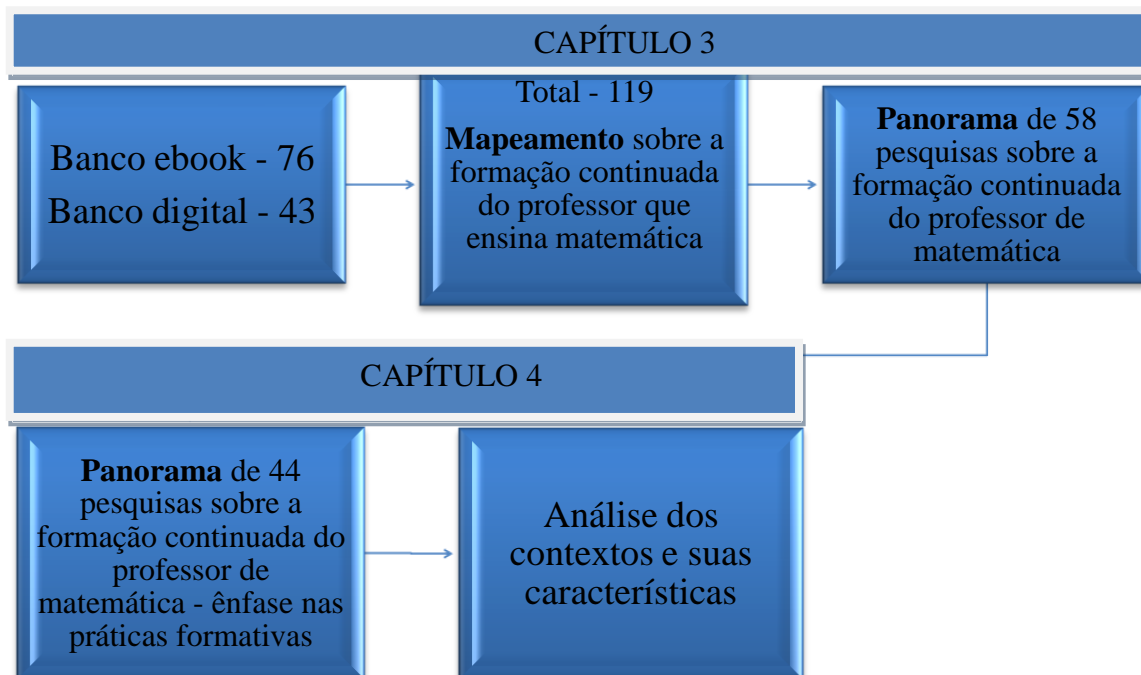 CAPÍTULO 3
Banco ebook - 76
Banco digital - 43
Total - 119
Mapeamento sobre a
formação continuada
do professor que
ensina matemática
Panorama de 58
pesquisas sobre a
formação continuada
do professor de
matemática
CAPÍTULO 4
Panorama de 44
pesquisas sobre a
formação continuada do
professor de
matemática - ênfase nas
práticas formativas
Análise dos
contextos e suas
características